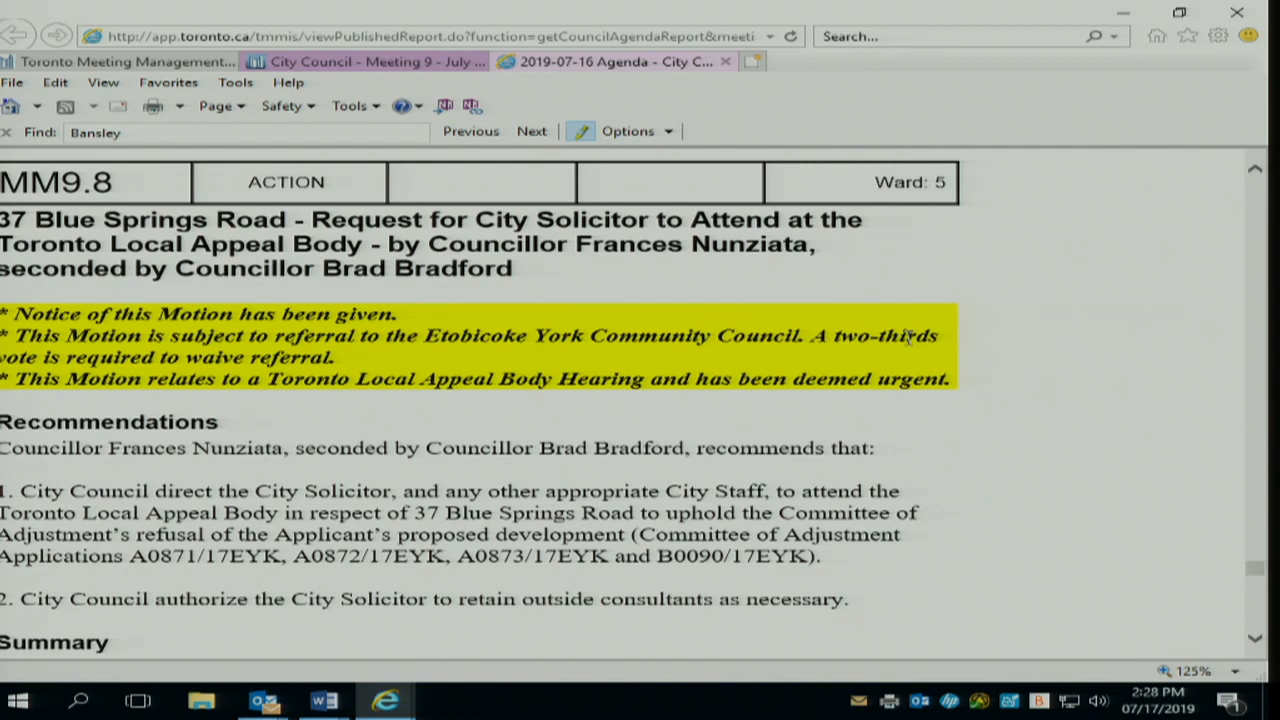 http://app.toronto.ca/tmmis/viewPublishedReport.do?function=getCouncilAgendaReport&meeti
Search...
Toronto Meeting Management...
City Council - Meeting 9 - July ...
2019-07-16 Agenda - City C...
File Edit View Favorites Tools Help
Page Safety Tools
Find: Bansley Previous Next Options
MM9.8 ACTION Ward: 5
37 Blue Springs Road - Request for City Solicitor to Attend at the
Toronto Local Appeal Body - by Councillor Frances Nunziata,
seconded by Councillor Brad Bradford
* Notice of this Motion has been given.
* This Motion is subject to referral to the Etobicoke York Community Council. A two-thirds
vote is required to waive referral.
* This Motion relates to a Toronto Local Appeal Body Hearing and has been deemed urgent.
Recommendations
Councillor Frances Nunziata, seconded by Councillor Brad Bradford, recommends that:
1. City Council direct the City Solicitor, and any other appropriate City Staff, to attend the
Toronto Local Appeal Body in respect of 37 Blue Springs Road to uphold the Committee of
Adjustment's refusal of the Applicant's proposed development (Committee of Adjustment
Applications A0871/17EYK, A0872/17EYK, A0873/17EYK and B0090/17EYK).
2. City Council authorize the City Solicitor to retain outside consultants as necessary.
Summary
125%
2:28 PM
07/17/2019